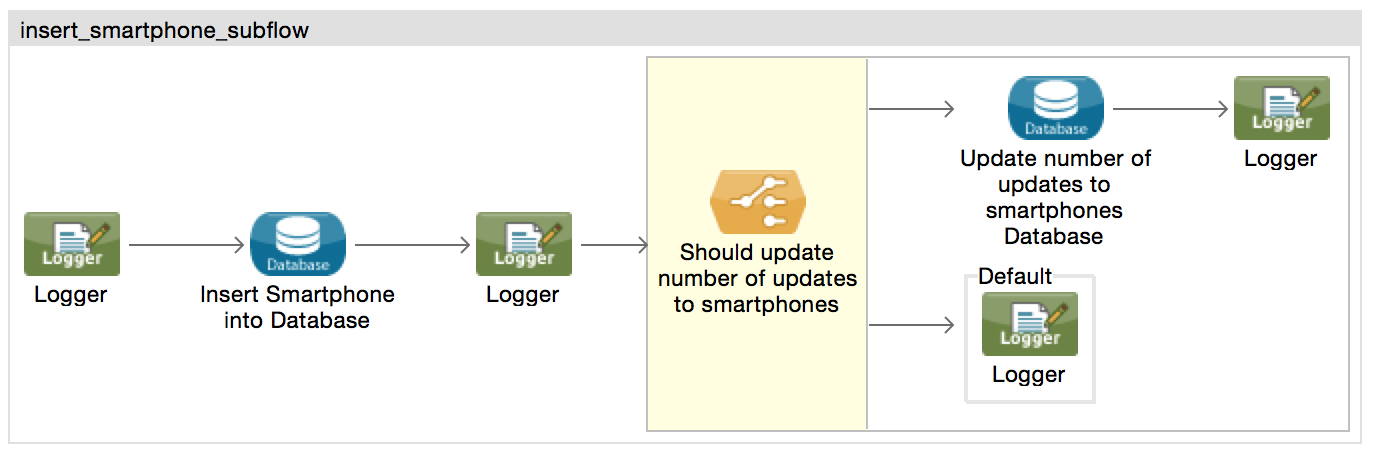 insert_smartphone_subflow
Logger
Logger
Database
Insert Smartphone
into Database
Logger
Logger
Should update
number of updates
to smartphones
Database
Update number of
updates to
smartphones
Database
Logger
Logger
Default
Logger
Logger